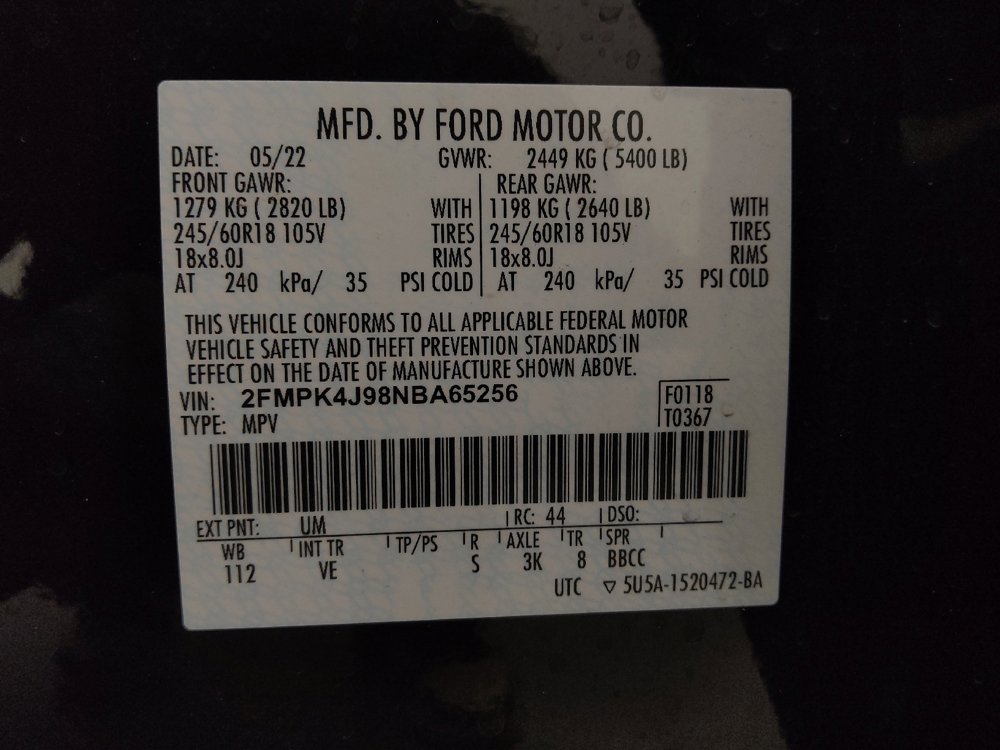 MFD. BY FORD MOTOR CO.
DATE: 05/22 GVWR: 2449 KG ( 5400 LB)
FRONT GAWR: REAR GAWR:
1279 KG ( 2820 LB) WITH 1198 KG ( 2640 LB) WITH
245/60R18 105V TIRES 245/60R18 105V TIRES
18x8.0J RIMS 18x8.0J RIMS
AT 240 kPa/ 35 PSI COLD AT 240 kPa/ 35 PSI COLD
THIS VEHICLE CONFORMS TO ALL APPLICABLE FEDERAL MOTOR
VEHICLE SAFETY AND THEFT PREVENTION STANDARDS IN
EFFECT ON THE DATE OF MANUFACTURE SHOWN ABOVE.
VIN: 2FMPK4J98NBA65256 F0118
TYPE: MPV T0367
EXT PNT: UM RC: 44 DSO:
WB INT TR TP/PS R AXLE TR SPR
112 VE S 3K 8 BBCC
UTC ▽ 5U5A-1520472-BA